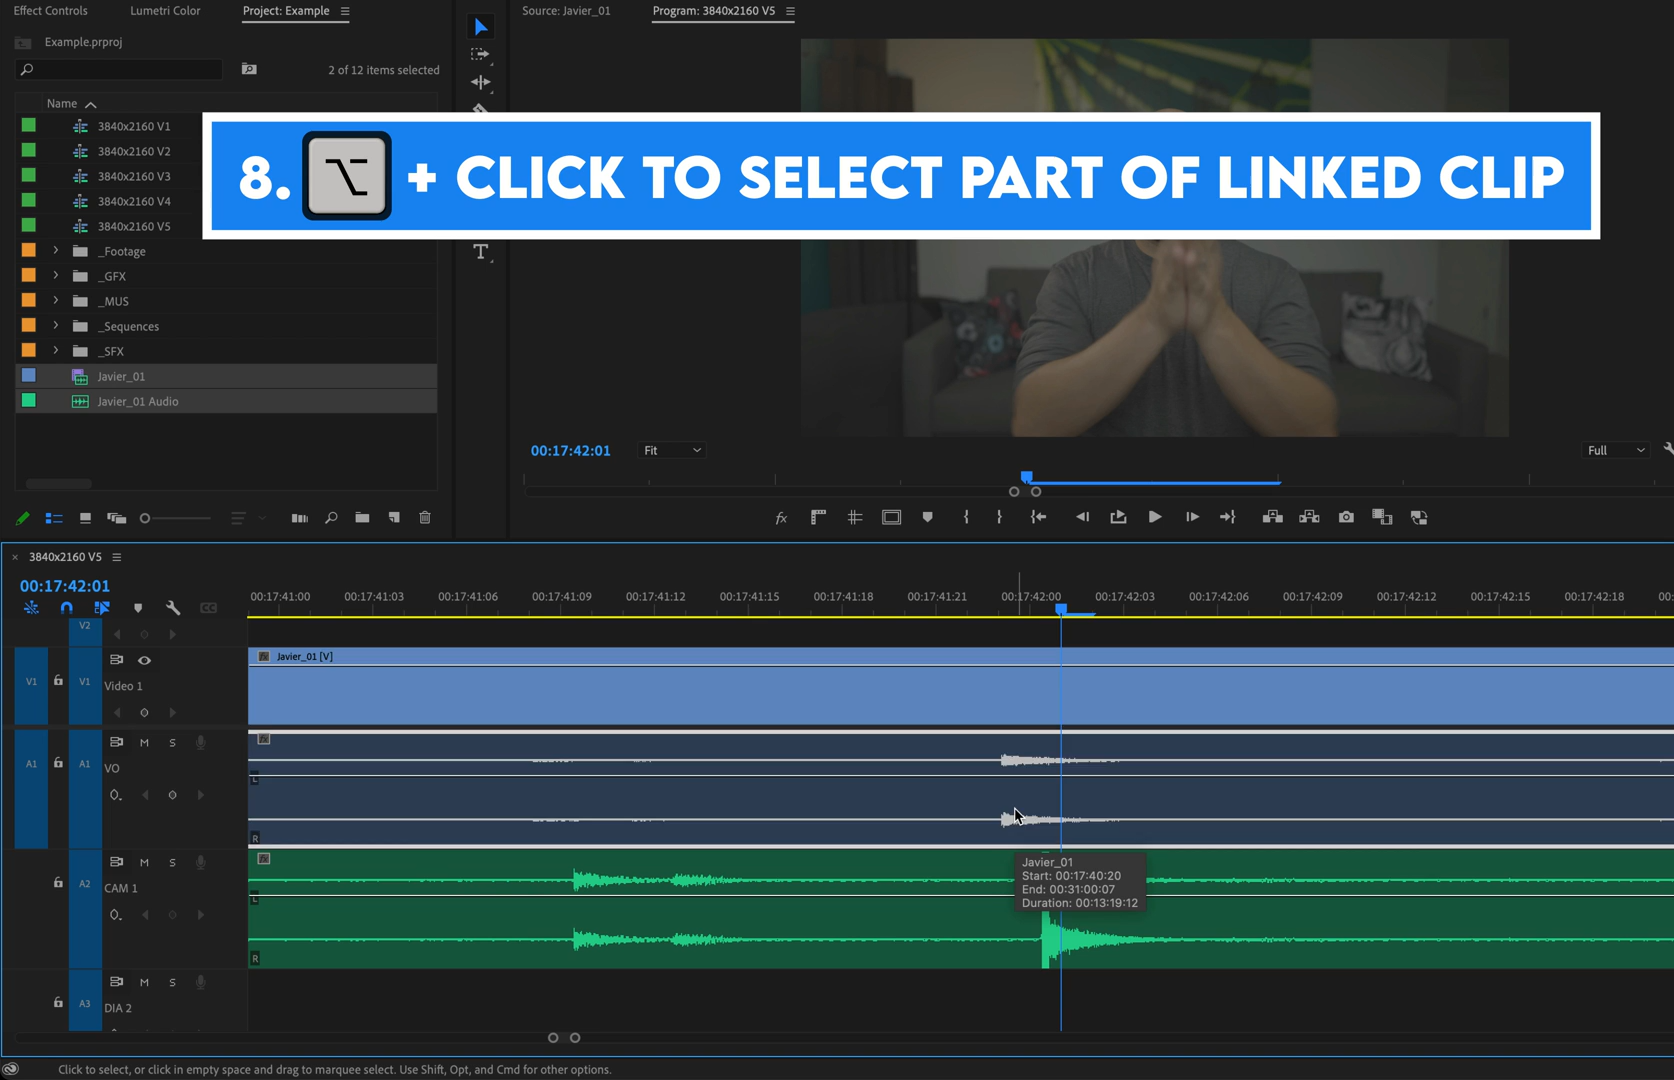 Effect Controls
Lumetri Color
Project: Example
Source: Javier_01
Program: 3840x2160 V5
Example.prproj
2 of 12 items selected
Name
3840x2160 V1
3840x2160 V2
3840x2160 V3
3840x2160 V4
3840x2160 V5
_Footage
_GFX
_MUS
_Sequences
_SFX
Javier_01
Javier_01 Audio
8. ⌥ + CLICK TO SELECT PART OF LINKED CLIP
T
00:17:42:01
Fit
Full
fx
3840x2160 V5
00:17:42:01
CC
00:17:41:00
00:17:41:03
00:17:41:06
00:17:41:09
00:17:41:12
00:17:41:15
00:17:41:18
00:17:41:21
00:17:42:00
00:17:42:03
00:17:42:06
00:17:42:09
00:17:42:12
00:17:42:15
00:17:42:18
00:
V2
V1
V1
Video 1
fx
Javier_01 [V]
A1
A1
M
S
VO
fx
L
R
A2
M
S
CAM 1
fx
L
R
Javier_01
Start: 00:17:40:20
End: 00:31:00:07
Duration: 00:13:19:12
A3
M
S
DIA 2
Click to select, or click in empty space and drag to marquee select. Use Shift, Opt, and Cmd for other options.